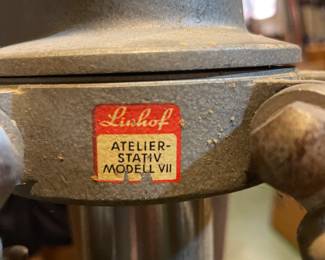 Linhof
ATELIER-
STATIV
MODELL VII